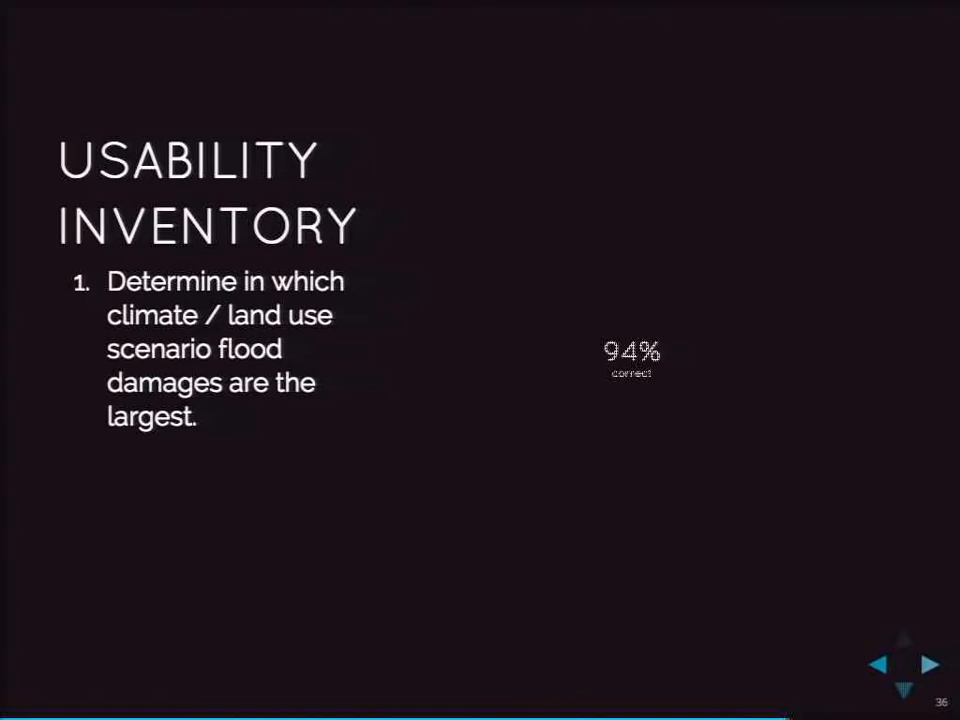 USABILITY
INVENTORY
1. Determine in which
climate / land use
scenario flood
damages are the
largest.
94%
correct
36